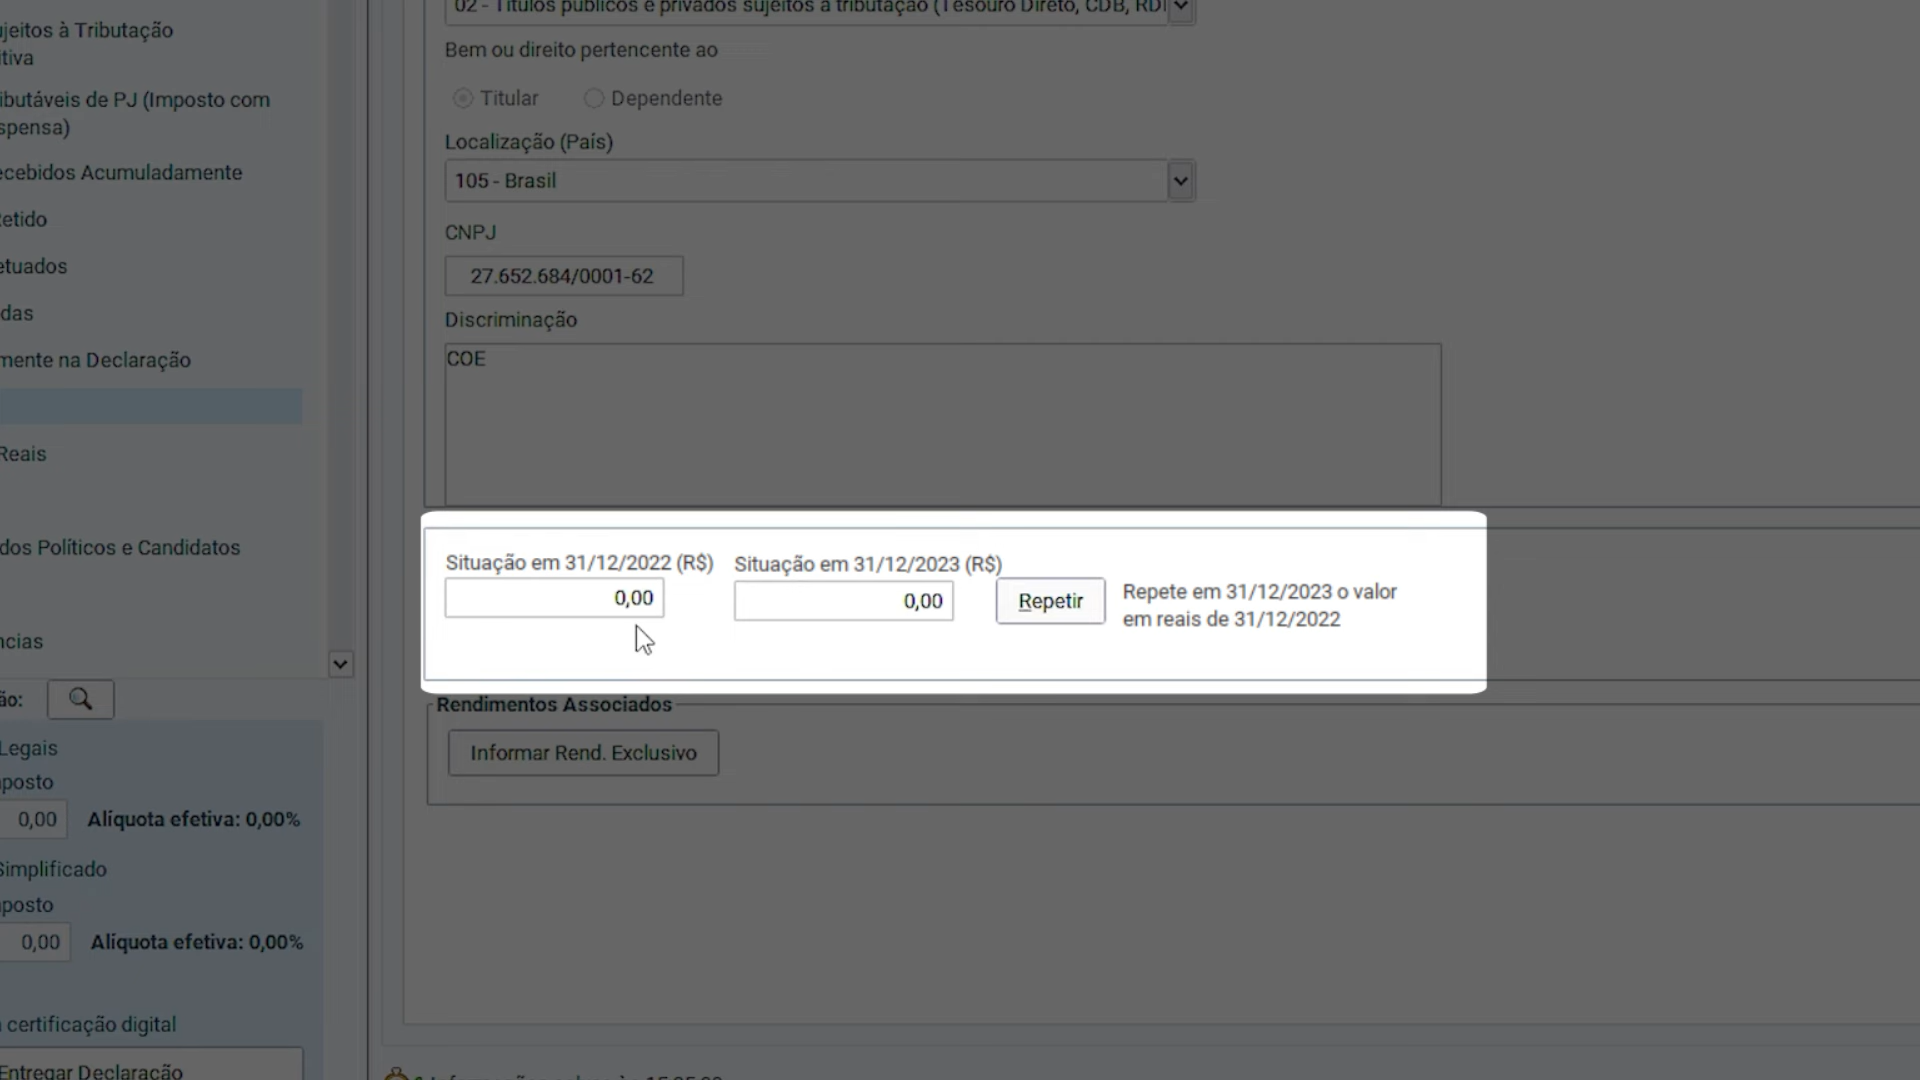 ujeitos à Tributação
tiva
ibutáveis de PJ (Imposto com
spensa)
ecebidos Acumuladamente
etido
etuados
das
mente na Declaração
Reais
dos Políticos e Candidatos
ncias
ão:
Legais
posto
0,00 Alíquota efetiva: 0,00%
Simplificado
posto
0,00 Alíquota efetiva: 0,00%
certificação digital
Entregar Declaração
02 - Títulos públicos e privados sujeitos à tributação (Tesouro Direto, CDB, RD
Bem ou direito pertencente ao
Titular Dependente
Localização (País)
105 - Brasil
CNPJ
27.652.684/0001-62
Discriminação
COE
Situação em 31/12/2022 (R$) Situação em 31/12/2023 (R$)
0,00 0,00 Repetir
Repete em 31/12/2023 o valor
em reais de 31/12/2022
Rendimentos Associados
Informar Rend. Exclusivo